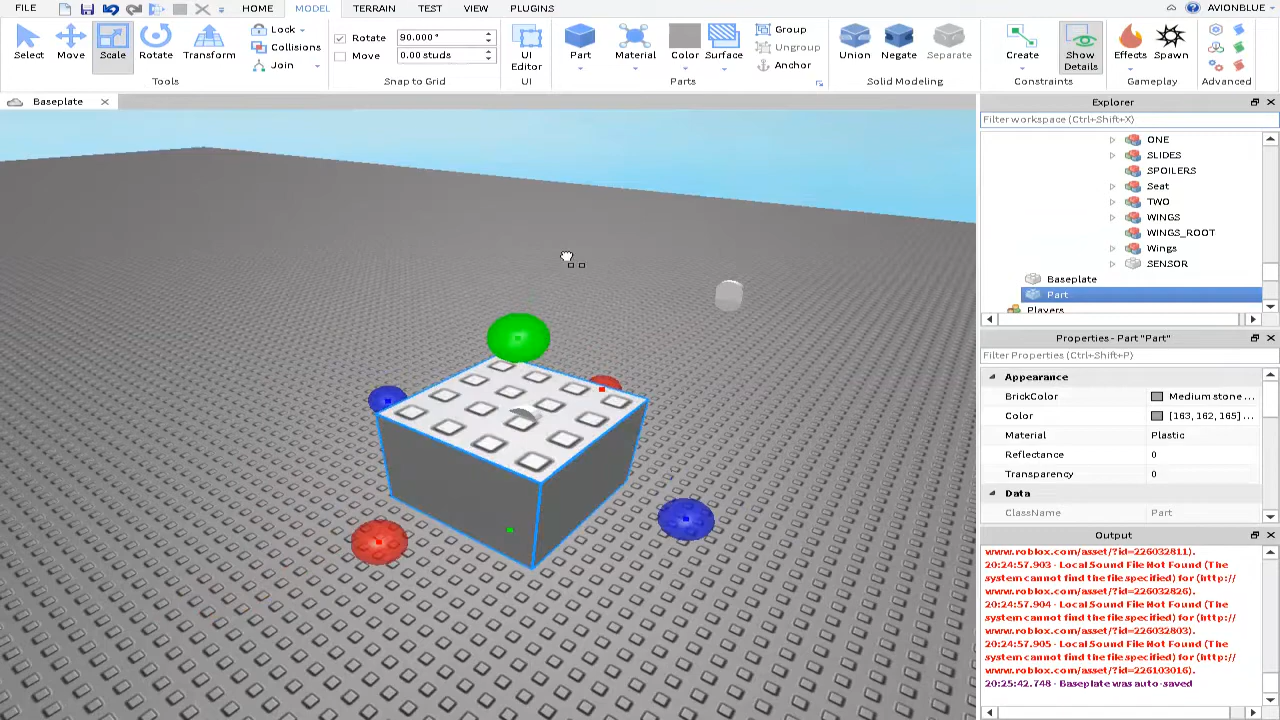 FILE HOME MODEL TERRAIN TEST VIEW PLUGINS AVIONBLUE
Select Move Scale Rotate Transform
Lock
Collisions
Join
Tools
Rotate 90.000°
Move 0.000studs
Snap to Grid
UI
Editor
UI
Part Material Color Surface
Group
Ungroup
Anchor
Parts
Union Negate Separate
Solid Modeling
Create Show
Details
Constraints
Effects Spawn
Gameplay
Advanced
Baseplate
Explorer
Filter workspace (Ctrl+Shift+X)
ONE
SLIDES
SPOILERS
Seat
TWO
WINGS
WINGS_ROOT
Wings
SENSOR
Baseplate
Part
Players
Properties - Part "Part"
Filter Properties (Ctrl+Shift+P)
Appearance
BrickColor Medium stone ...
Color [163, 162, 165] ...
Material Plastic
Reflectance 0
Transparency 0
Data
ClassName Part
Output
www.roblox.com/asset/?id=226032811).
20:24:57.903 - Local Sound File Not Found (The
system cannot find the file specified) for (http://
www.roblox.com/asset/?id=226032826).
20:24:57.904 - Local Sound File Not Found (The
system cannot find the file specified) for (http://
www.roblox.com/asset/?id=226032803).
20:24:57.905 - Local Sound File Not Found (The
system cannot find the file specified) for (http://
www.roblox.com/asset/?id=226103016).
20:25:42.748 - Baseplate was auto-saved